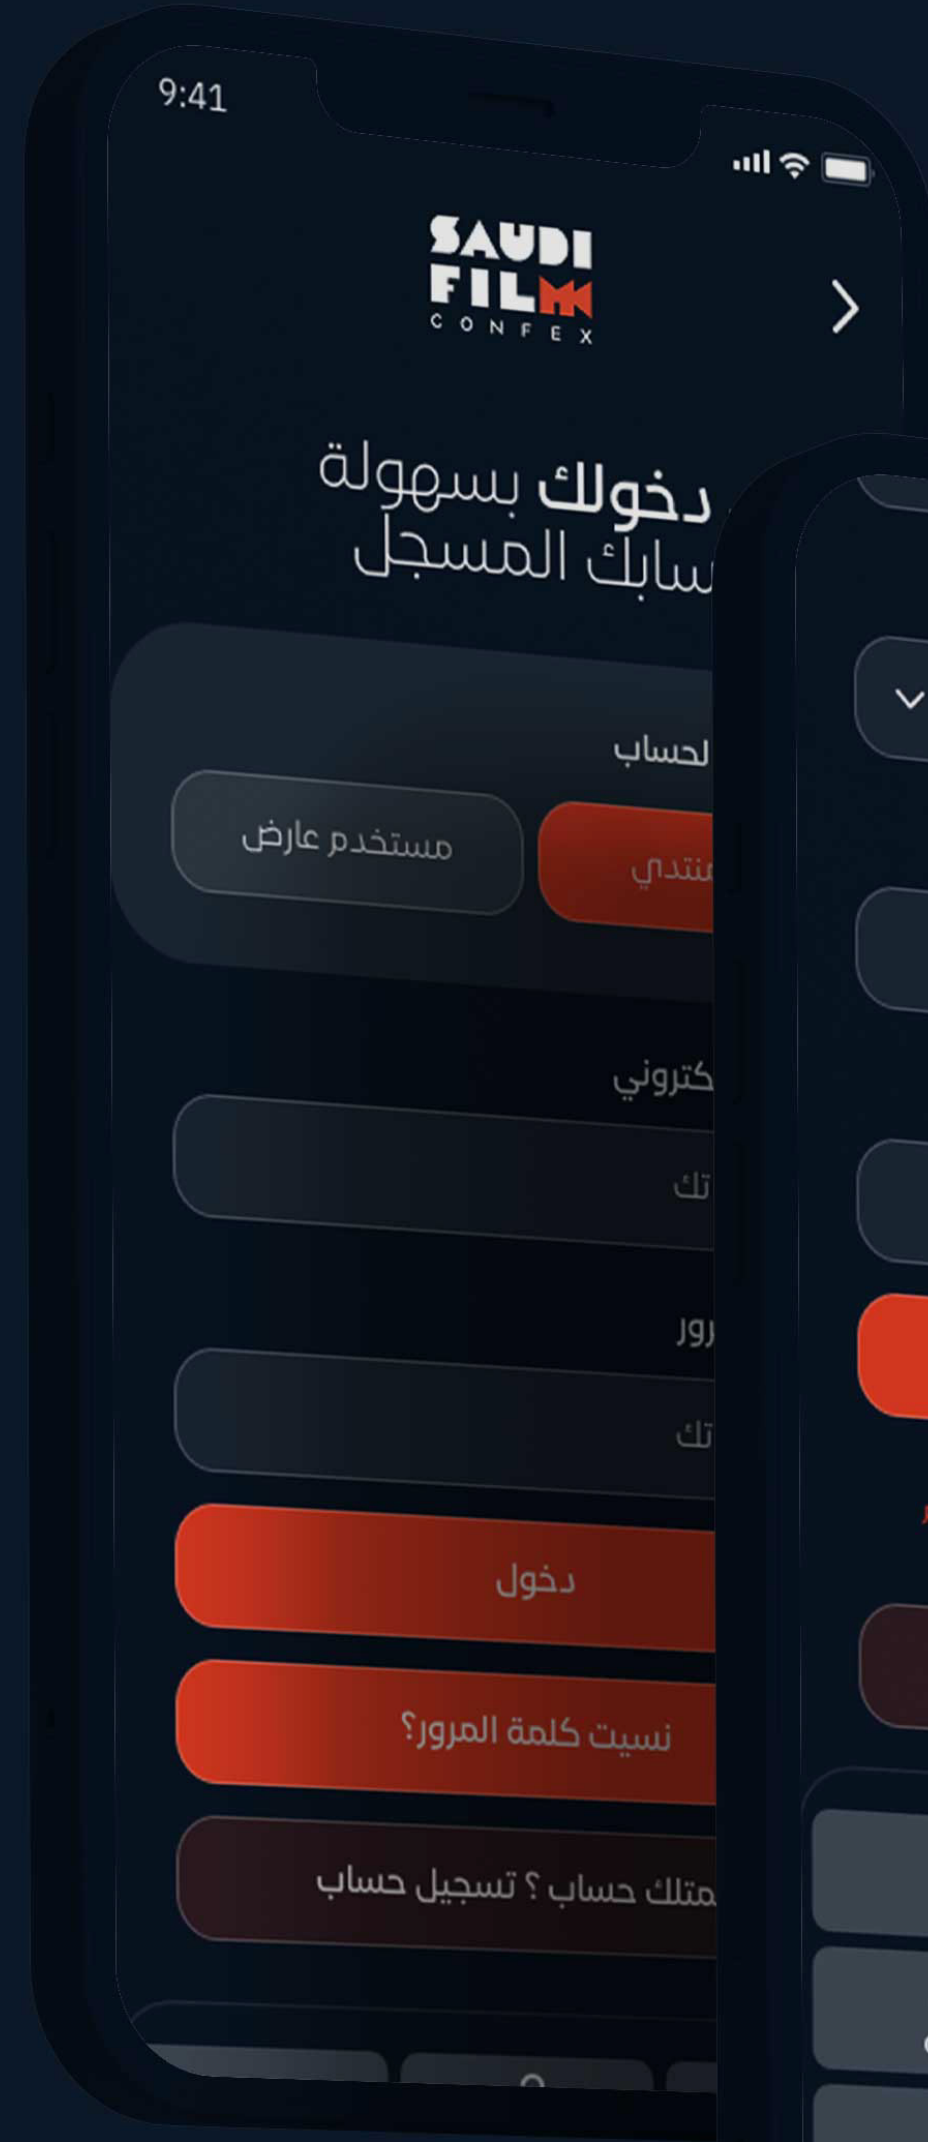 9:41
SAUDI
FILM
CONFEX
دخولك بسهولة
سابك المسجل
لحساب
منتدي
مستخدم عارض
كتروني
تك
رور
تك
دخول
نسيت كلمة المرور؟
متلك حساب ؟ تسجيل حساب